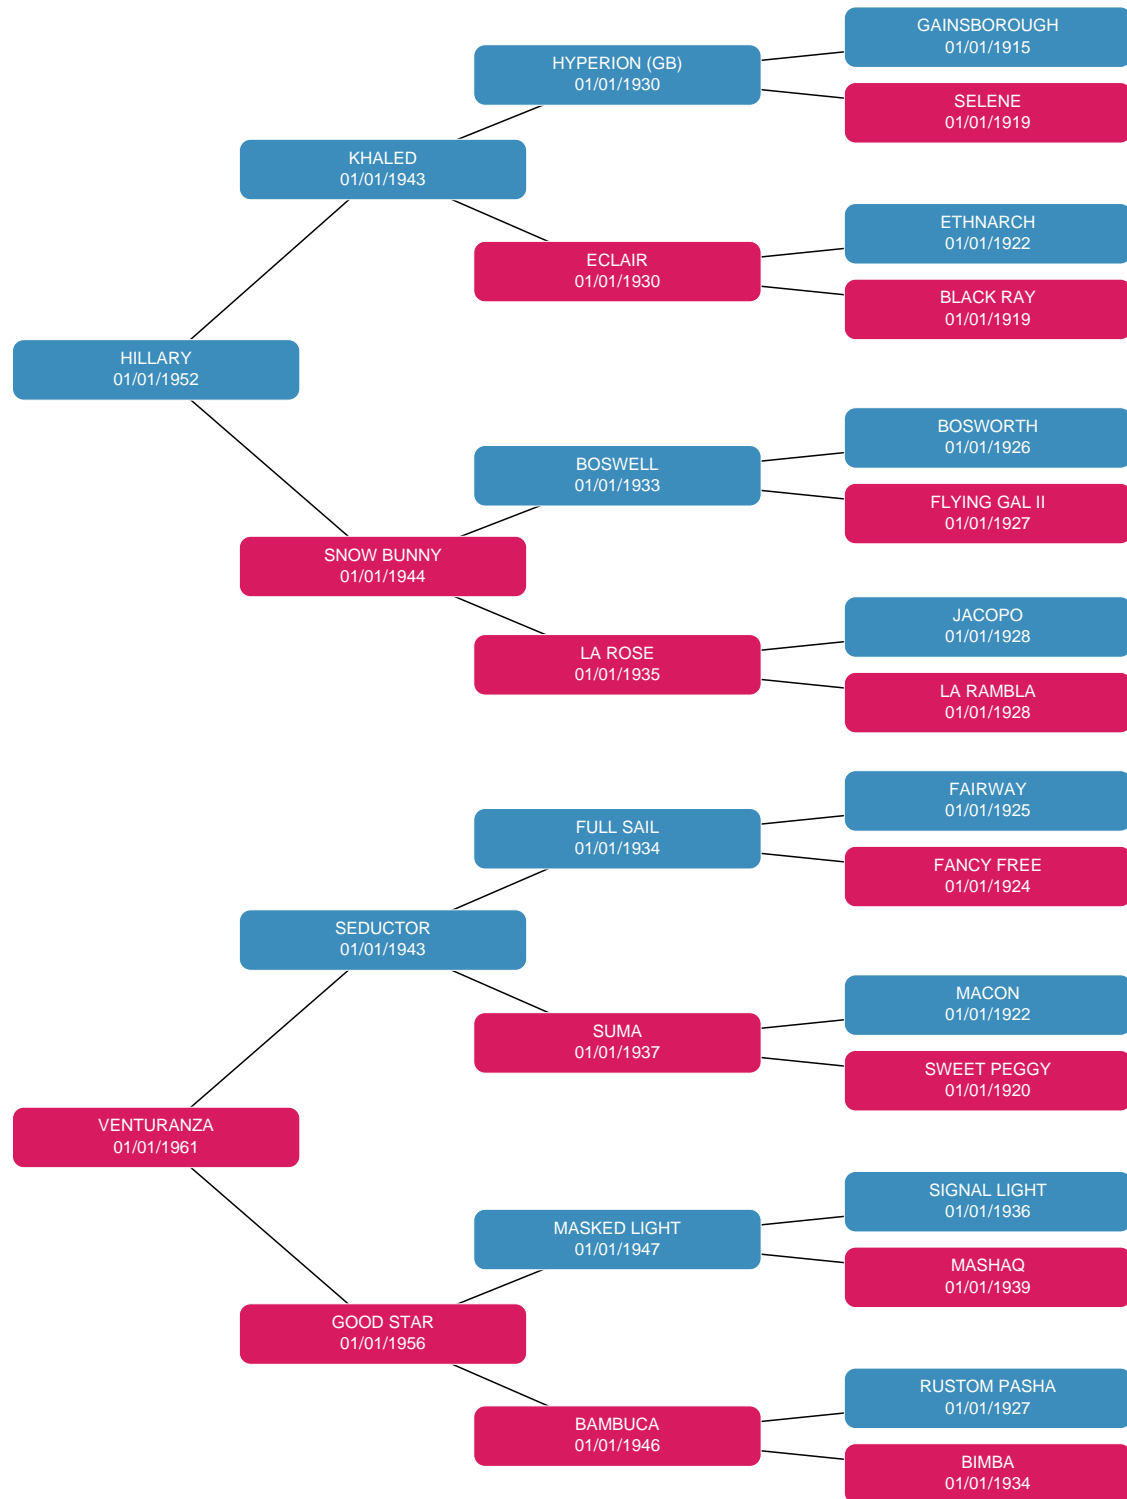 GAINSBOROUGH
01/01/1915
HYPERION (GB)
01/01/1930
SELENE
01/01/1919
KHALED
01/01/1943
ETHNARCH
01/01/1922
ECLAIR
01/01/1930
BLACK RAY
01/01/1919
HILLARY
01/01/1952
BOSWORTH
01/01/1926
BOSWELL
01/01/1933
FLYING GAL II
01/01/1927
SNOW BUNNY
01/01/1944
JACOPO
01/01/1928
LA ROSE
01/01/1935
LA RAMBLA
01/01/1928
FAIRWAY
01/01/1925
FULL SAIL
01/01/1934
FANCY FREE
01/01/1924
SEDUCTOR
01/01/1943
MACON
01/01/1922
SUMA
01/01/1937
SWEET PEGGY
01/01/1920
VENTURANZA
01/01/1961
SIGNAL LIGHT
01/01/1936
MASKED LIGHT
01/01/1947
MASHAQ
01/01/1939
GOOD STAR
01/01/1956
RUSTOM PASHA
01/01/1927
BAMBUCA
01/01/1946
BIMBA
01/01/1934